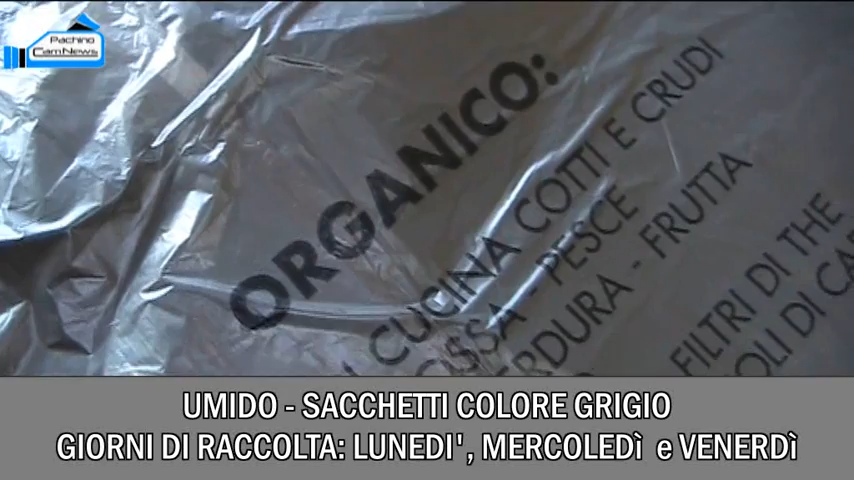 Pachino
CamNews
ORGANICO:
CUCINA COTTI E CRUDI
- PESCE
- FRUTTA
FILTRI DI THE
DI
UMIDO - SACCHETTI COLORE GRIGIO
GIORNI DI RACCOLTA: LUNEDI', MERCOLEDì e VENERDì